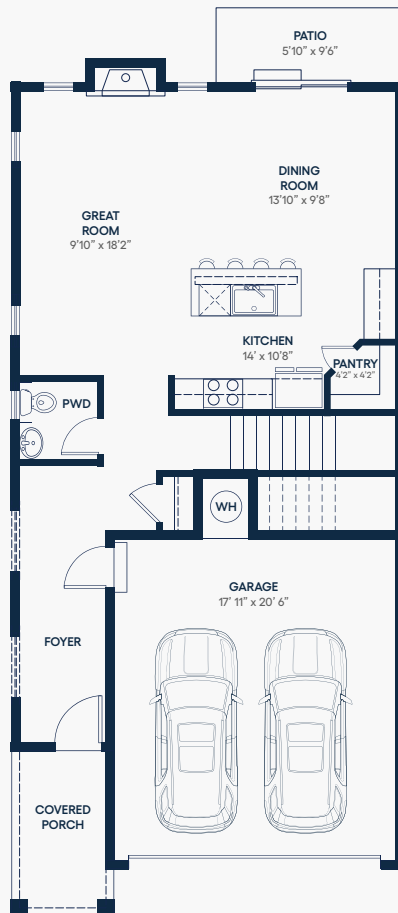 PATIO
5'10" x 9'6"
DINING
ROOM
13'10" x 9'8"
GREAT
ROOM
9'10" x 18'2"
KITCHEN
14' x 10'8"
PANTRY
4'2" x 4'2"
PWD
WH
GARAGE
17' 11" x 20' 6"
FOYER
COVERED
PORCH